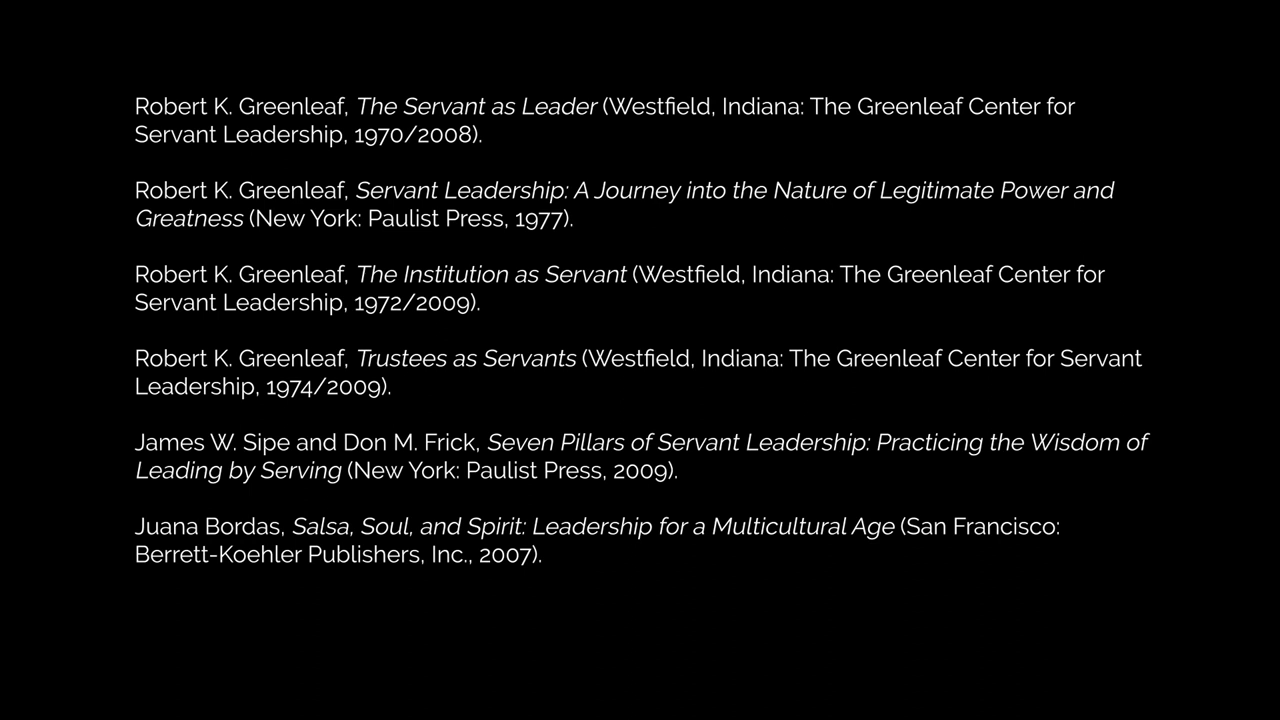 Robert K. Greenleaf, The Servant as Leader (Westfield, Indiana: The Greenleaf Center for
Servant Leadership, 1970/2008).
Robert K. Greenleaf, Servant Leadership: A Journey into the Nature of Legitimate Power and
Greatness (New York: Paulist Press, 1977).
Robert K. Greenleaf, The Institution as Servant (Westfield, Indiana: The Greenleaf Center for
Servant Leadership, 1972/2009).
Robert K. Greenleaf, Trustees as Servants (Westfield, Indiana: The Greenleaf Center for Servant
Leadership, 1974/2009).
James W. Sipe and Don M. Frick, Seven Pillars of Servant Leadership: Practicing the Wisdom of
Leading by Serving (New York: Paulist Press, 2009).
Juana Bordas, Salsa, Soul, and Spirit: Leadership for a Multicultural Age (San Francisco:
Berrett-Koehler Publishers, Inc., 2007).